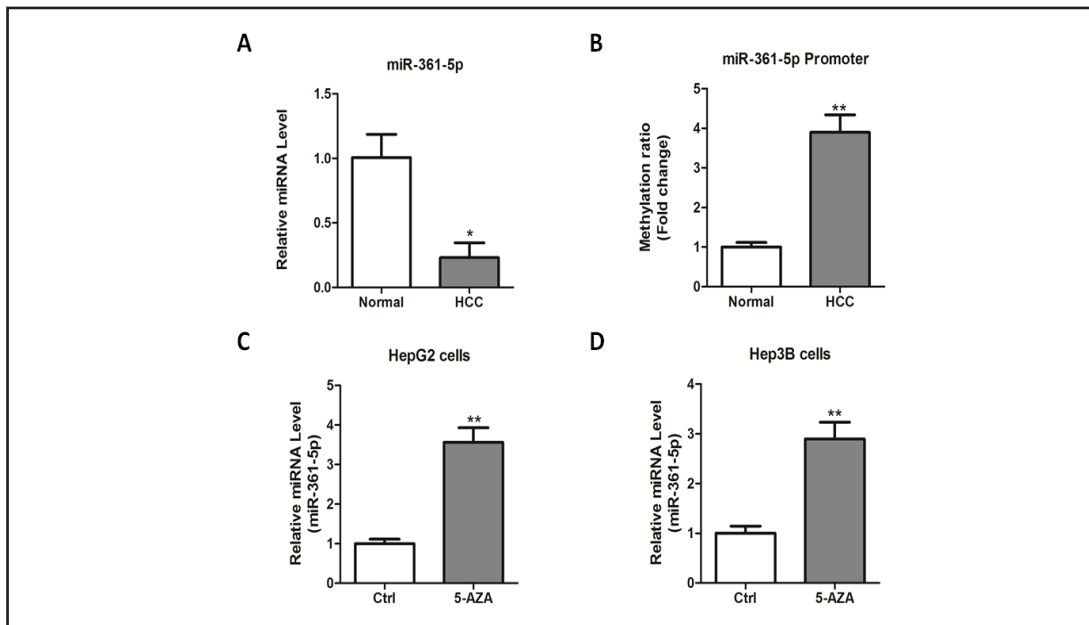 A
miR-361-5p
Relative miRNA Level
1.5
1.0
0.5
0.0
*
Normal
HCC
B
miR-361-5p Promoter
Methylation ratio
(Fold change)
5
4
3
2
1
0
**
Normal
HCC
C
HepG2 cells
Relative miRNA Level
(miR-361-5p)
5
4
3
2
1
0
**
Ctrl
5-AZA
D
Hep3B cells
Relative miRNA Level
(miR-361-5p)
4
3
2
1
0
**
Ctrl
5-AZA